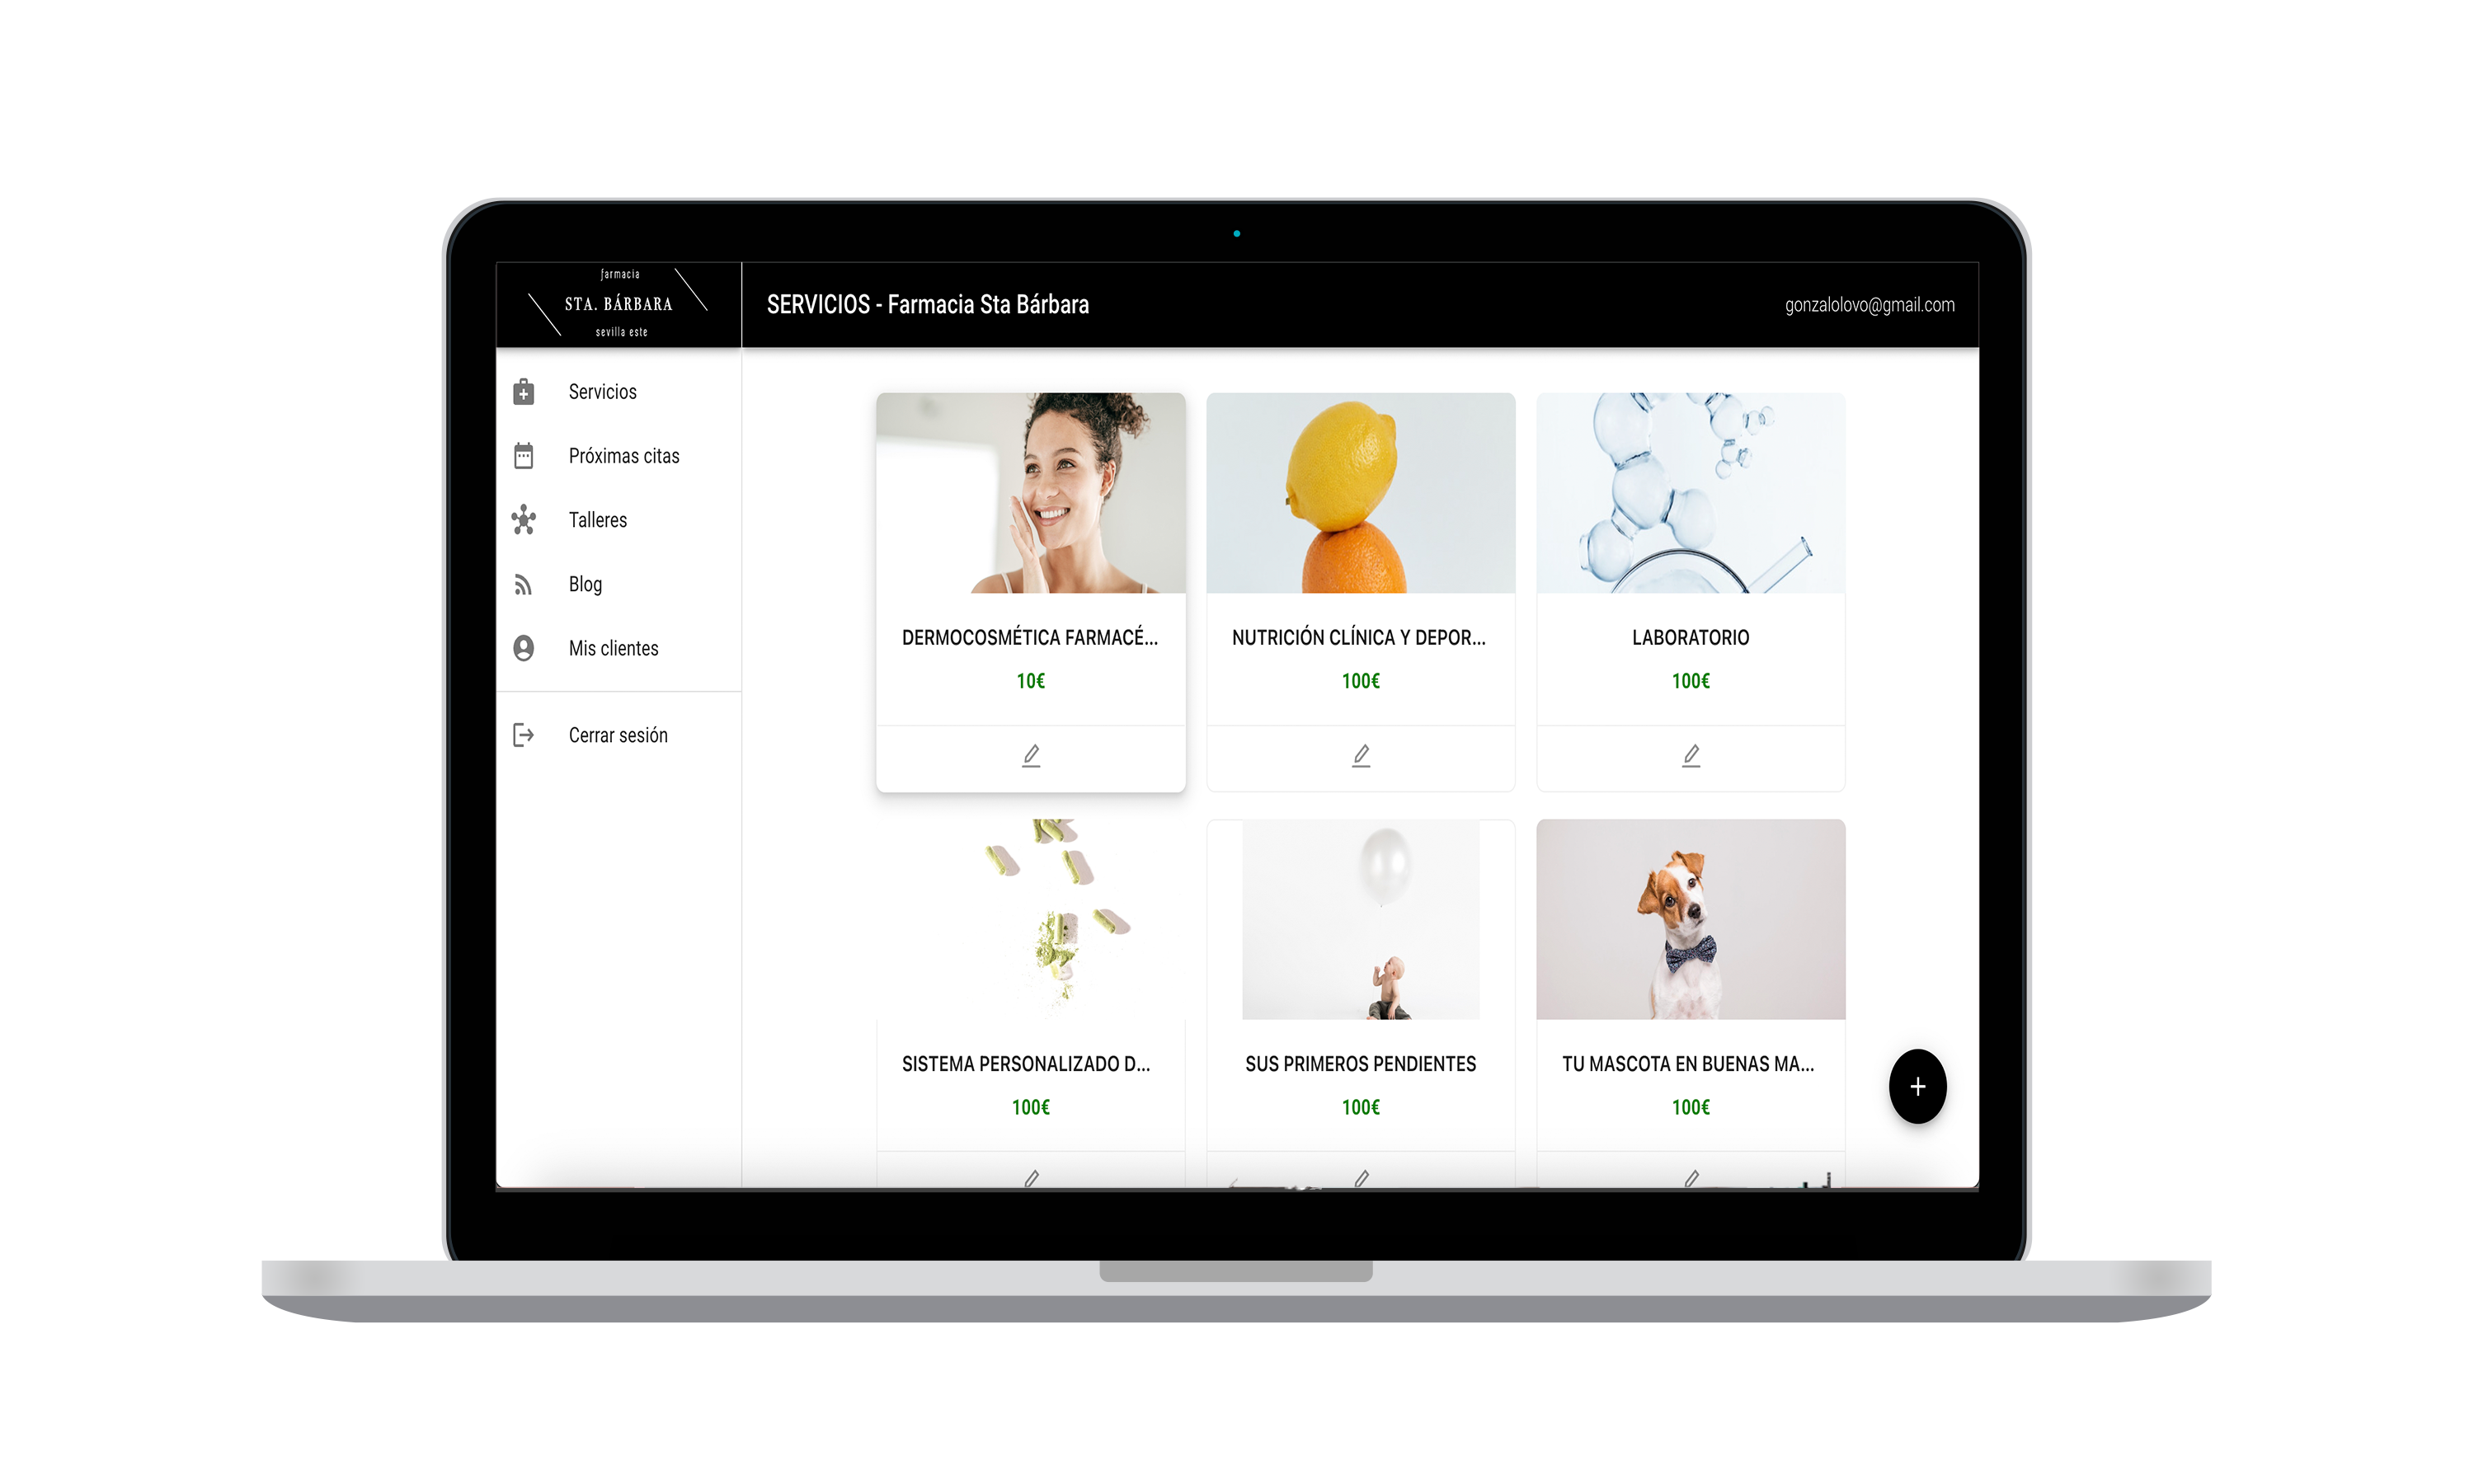 farmacia
STA. BÁRBARA
sevilla este
SERVICIOS - Farmacia Sta Bárbara
gonzalolovo@gmail.com
Servicios
Próximas citas
Talleres
Blog
Mis clientes
Cerrar sesión
DERMOCOSMÉTICA FARMACÉ...
10€
NUTRICIÓN CLÍNICA Y DEPOR...
100€
LABORATORIO
100€
SISTEMA PERSONALIZADO D...
100€
SUS PRIMEROS PENDIENTES
100€
TU MASCOTA EN BUENAS MA...
100€
+